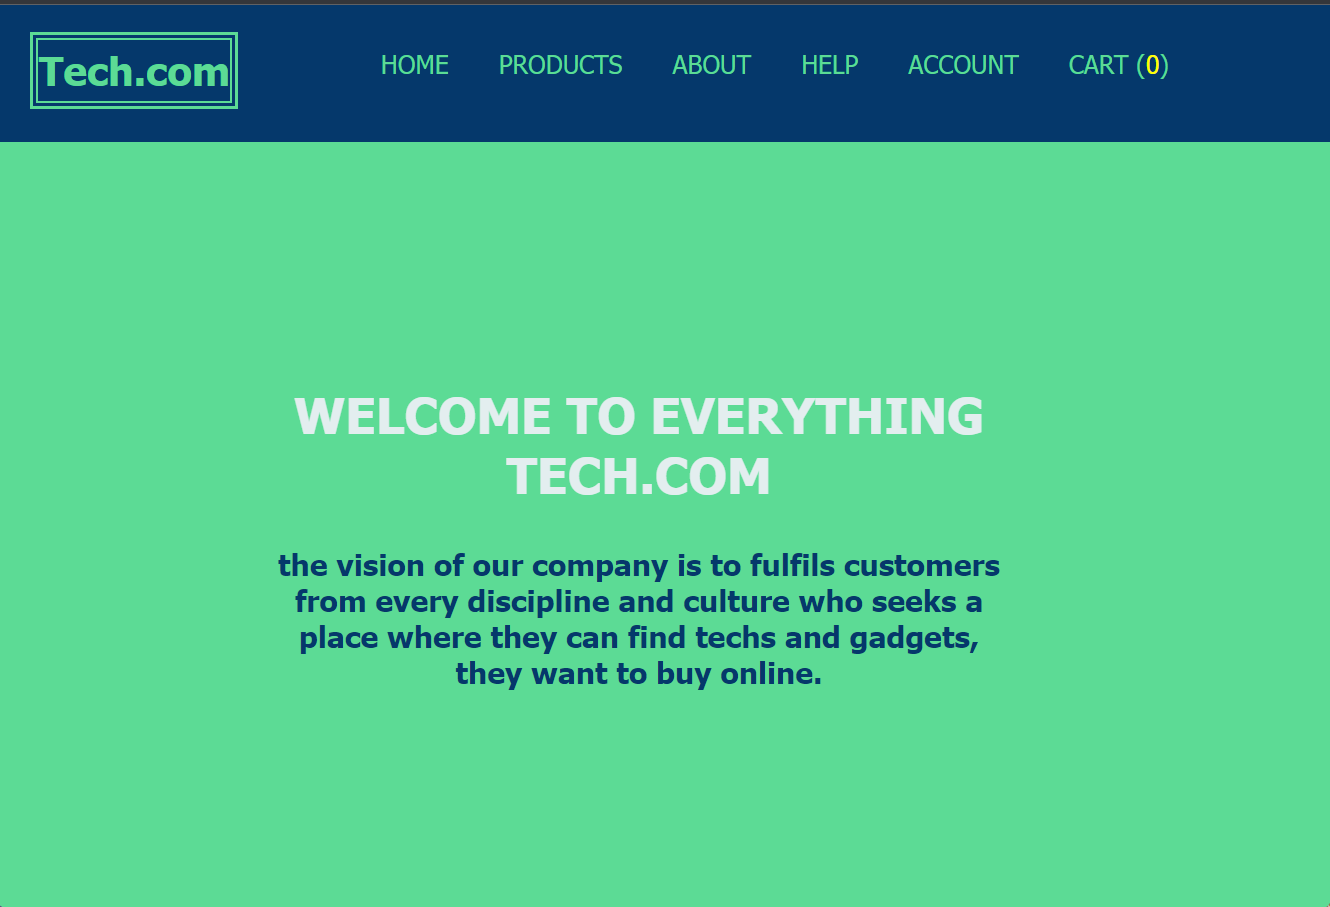 Tech.com
HOME PRODUCTS ABOUT HELP ACCOUNT CART (0)
WELCOME TO EVERYTHING
TECH.COM
the vision of our company is to fulfils customers
from every discipline and culture who seeks a
place where they can find techs and gadgets,
they want to buy online.